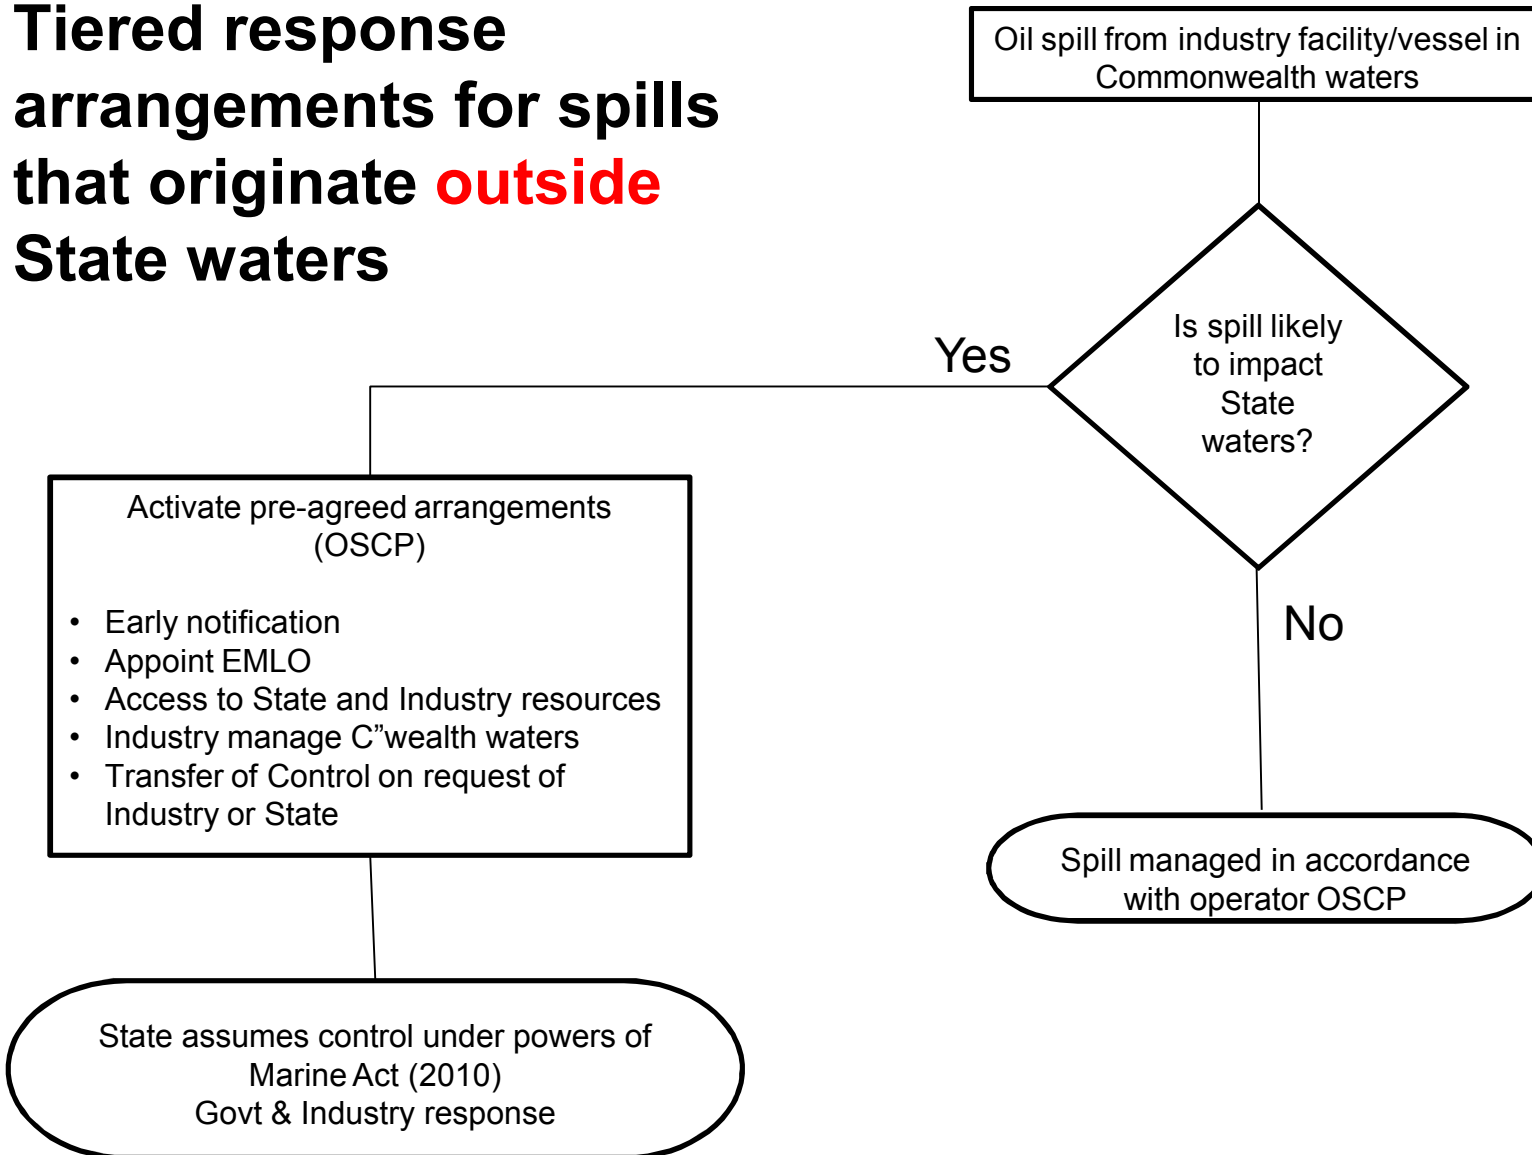 Tiered response
arrangements for spills
that originate outside
State waters
Oil spill from industry facility/vessel in
Commonwealth waters
Is spill likely
to impact
State
waters?
Yes
No
Activate pre-agreed arrangements
(OSCP)
• Early notification
• Appoint EMLO
• Access to State and Industry resources
• Industry manage C”wealth waters
• Transfer of Control on request of
Industry or State
Spill managed in accordance
with operator OSCP
State assumes control under powers of
Marine Act (2010)
Govt & Industry response